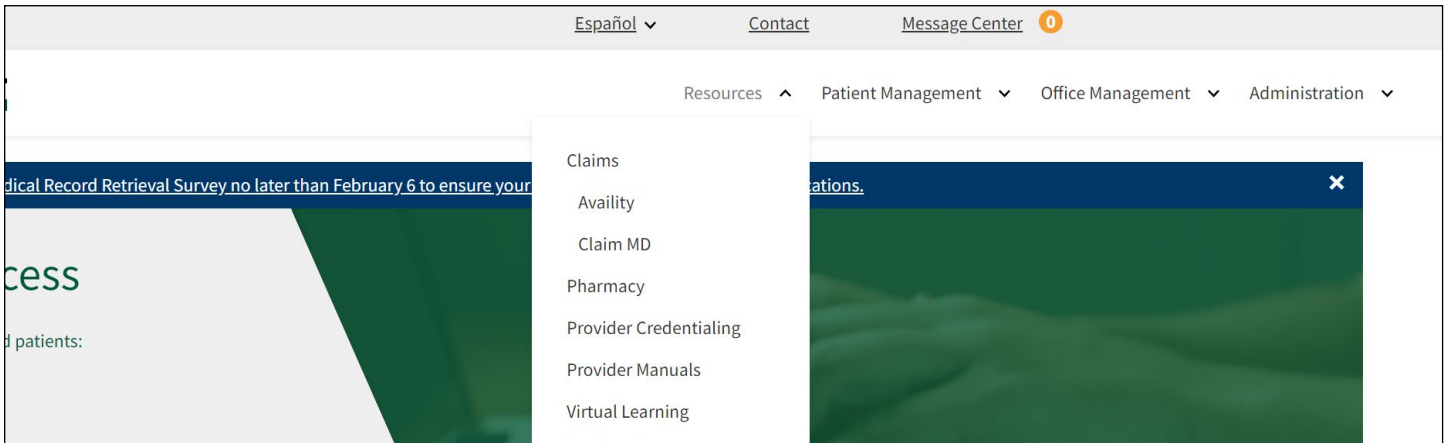 Español Contact Message Center 0
Resources Patient Management Office Management Administration
Claims
dical Record Retrieval Survey no later than February 6 to ensure your
ations.
Availity
Claim MD
cess
Pharmacy
Provider Credentialing
d patients:
Provider Manuals
Virtual Learning